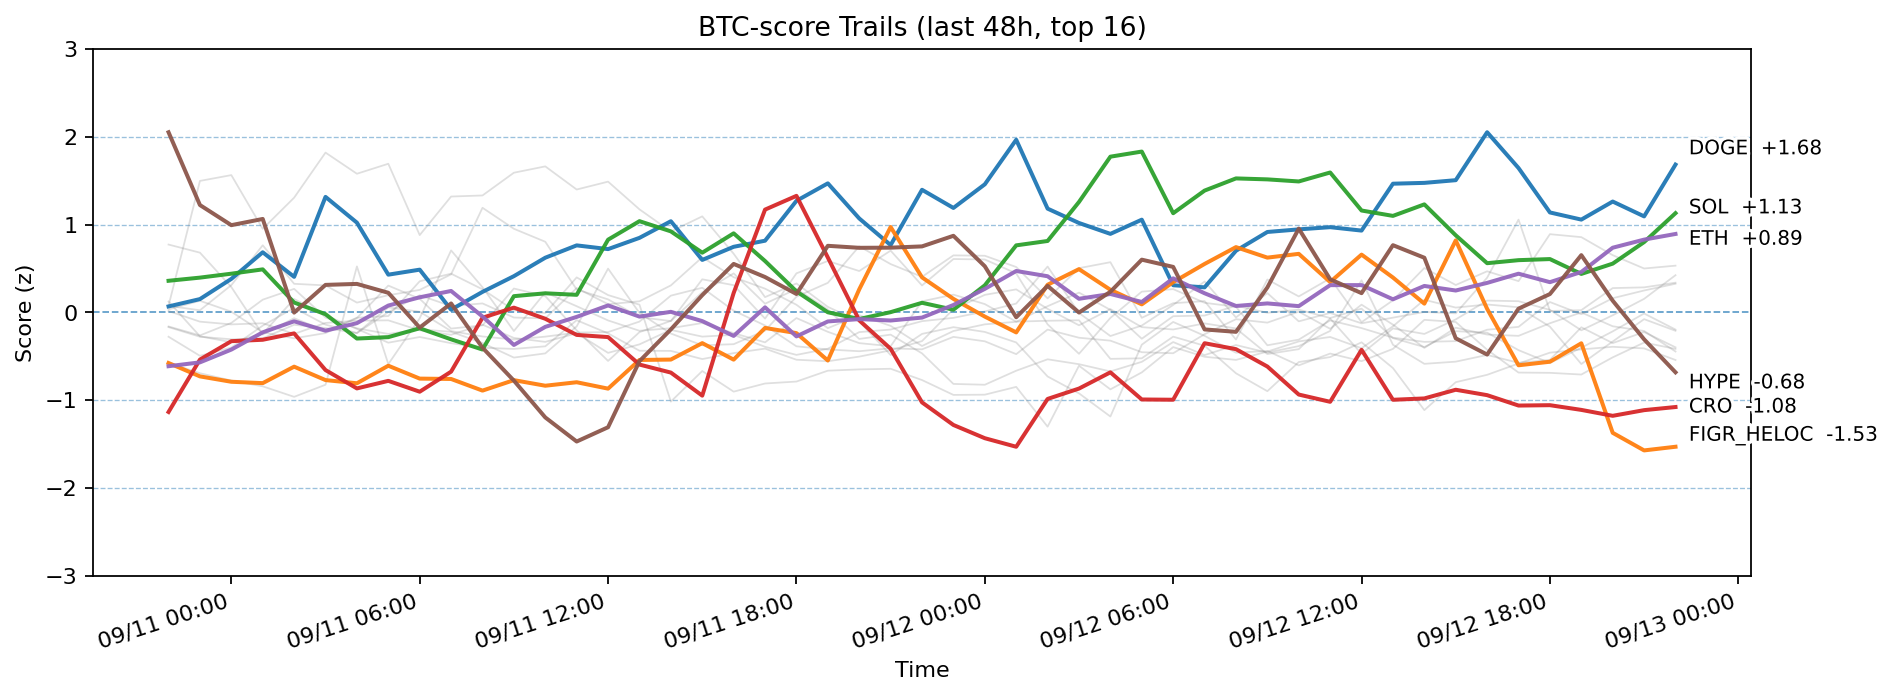 BTC-score Trails (last 48h, top 16)
Score (z)
3
2
1
0
−1
−2
−3
DOGE +1.68
SOL +1.13
ETH +0.89
HYPE -0.68
CRO -1.08
FIGR_HELOC -1.53
09/11 00:00
09/11 06:00
09/11 12:00
09/11 18:00
09/12 00:00
09/12 06:00
09/12 12:00
09/12 18:00
09/13 00:00
Time